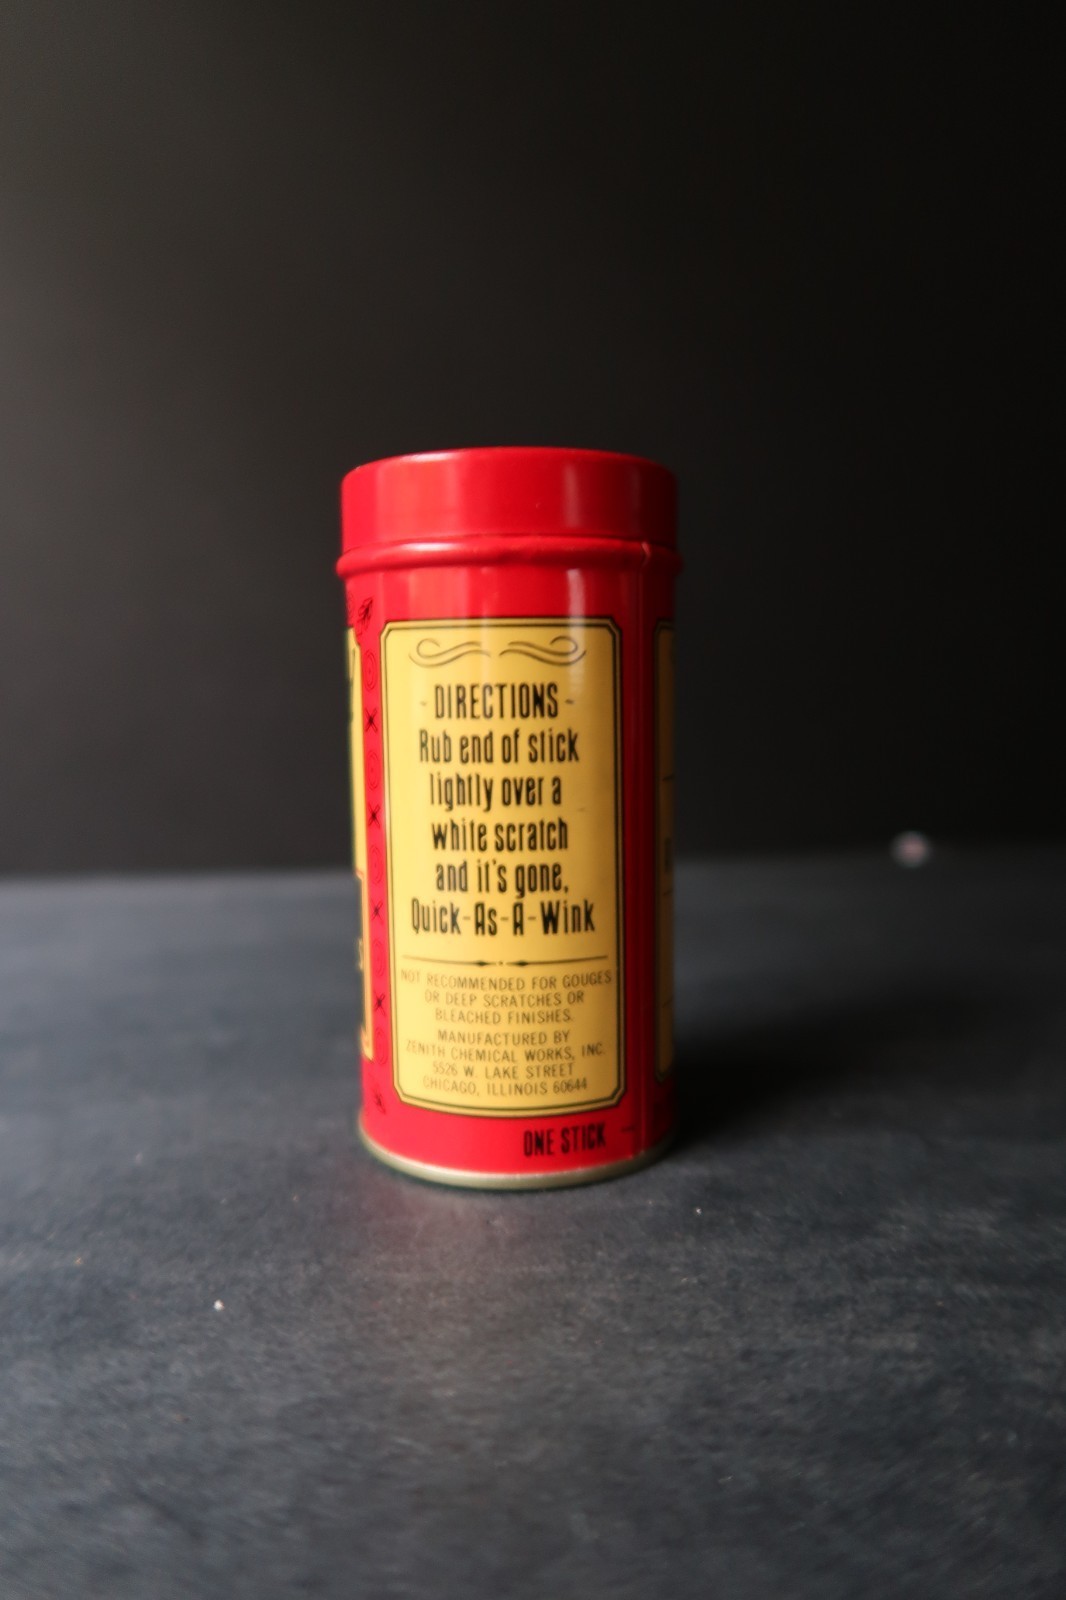 - DIRECTIONS -
Rub end of stick
lightly over a
white scratch
and it's gone,
Quick-As-A-Wink
NOT RECOMMENDED FOR GOUGES
OR DEEP SCRATCHES OR
BLEACHED FINISHES.
MANUFACTURED BY
ZENITH CHEMICAL WORKS, INC.
5526 W. LAKE STREET
CHICAGO, ILLINOIS 60644
ONE STICK